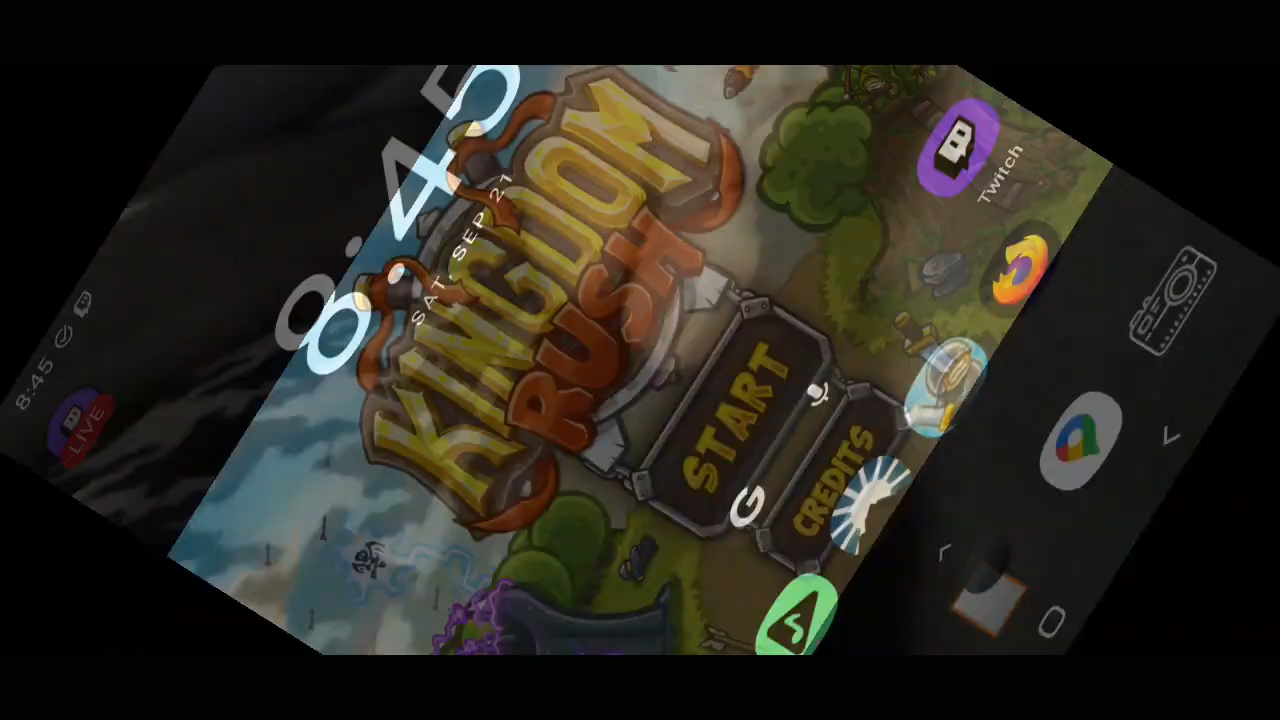 8:45
LIVE
8:45
SAT, SEP 21
KINGDOM
RUSH
START
CREDITS
G
Twitch